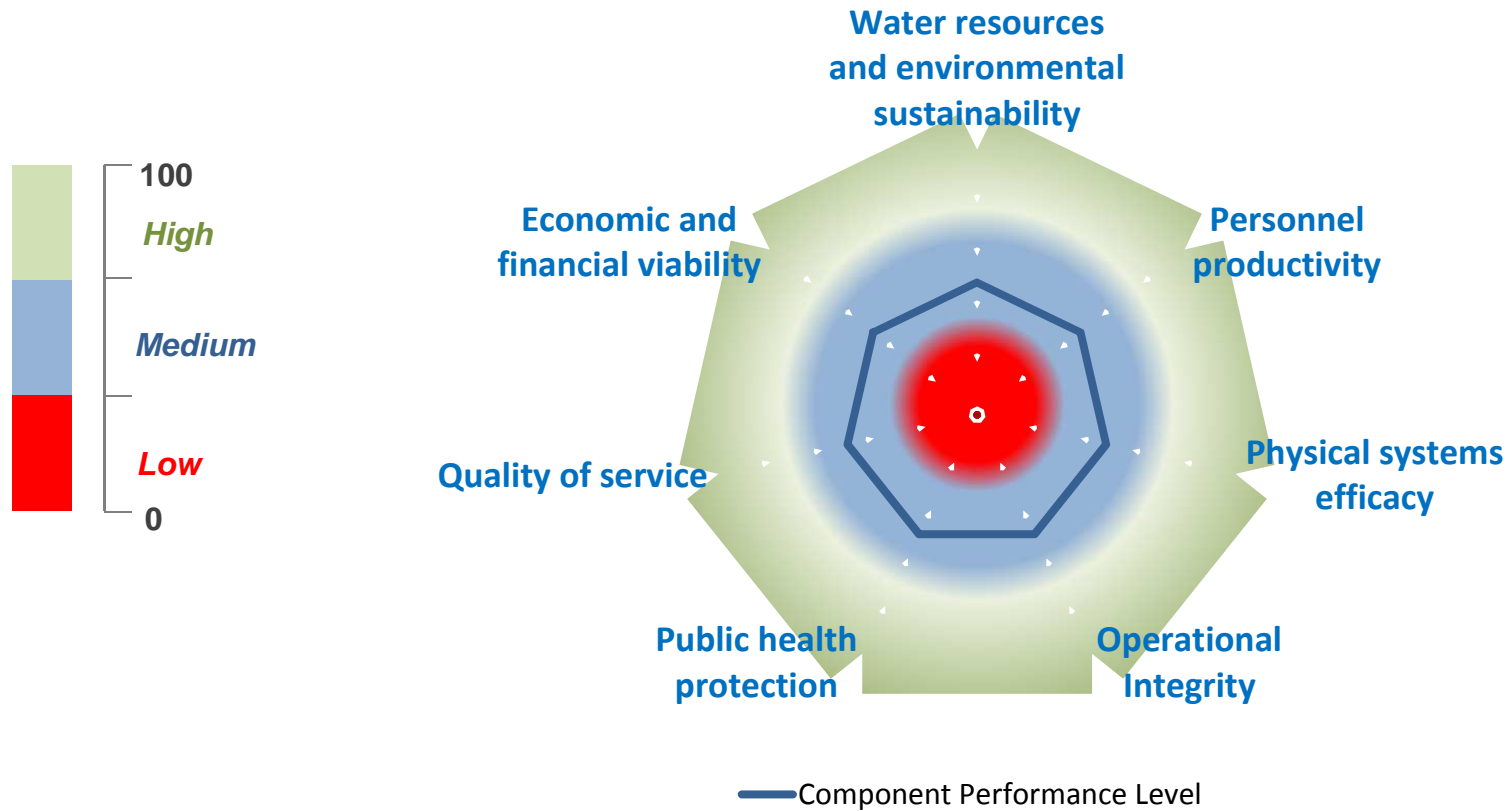 Water resources
and environmental
sustainability
100
High
Medium
Low
0
Economic and
financial viability
Personnel
productivity
Quality of service
Physical systems
efficacy
Public health
protection
Operational
Integrity
Component Performance Level